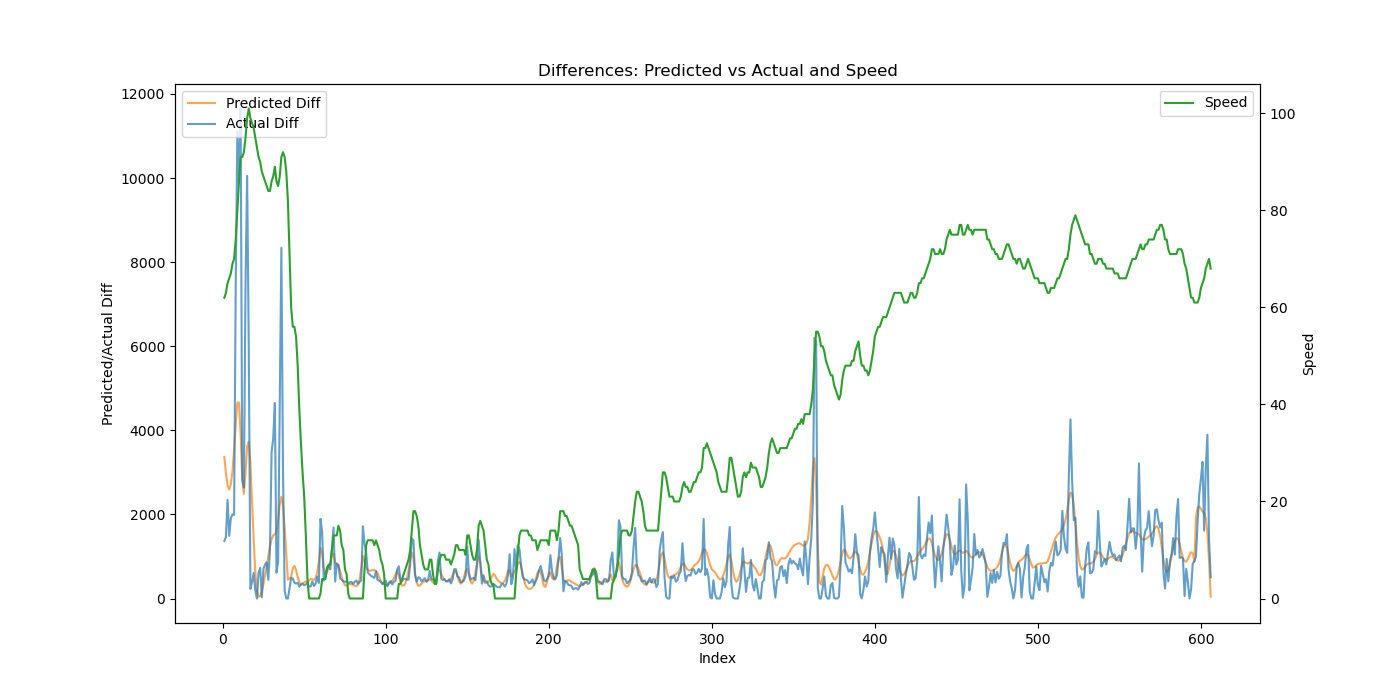 Differences: Predicted vs Actual and Speed
Predicted Diff
Actual Diff
Speed
12000
10000
8000
6000
4000
2000
0
Predicted/Actual Diff
100
80
60
40
20
0
Speed
0 100 200 300 400 500 600
Index